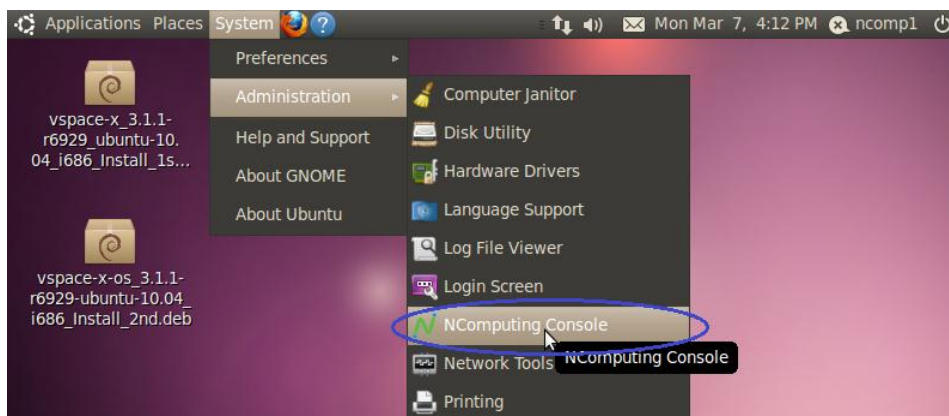 Applications Places System ? Mon Mar 7, 4:12 PM ncomp1
Preferences
Administration
Help and Support
About GNOME
About Ubuntu
Computer Janitor
Disk Utility
Hardware Drivers
Language Support
Log File Viewer
Login Screen
NComputing Console
Network Tools
Printing
NComputing Console
vspace-x_3.1.1-
r6929_ubuntu-10.
04_i686_Install_1s...
vspace-x-os_3.1.1-
r6929-ubuntu-10.04_
i686_Install_2nd.deb